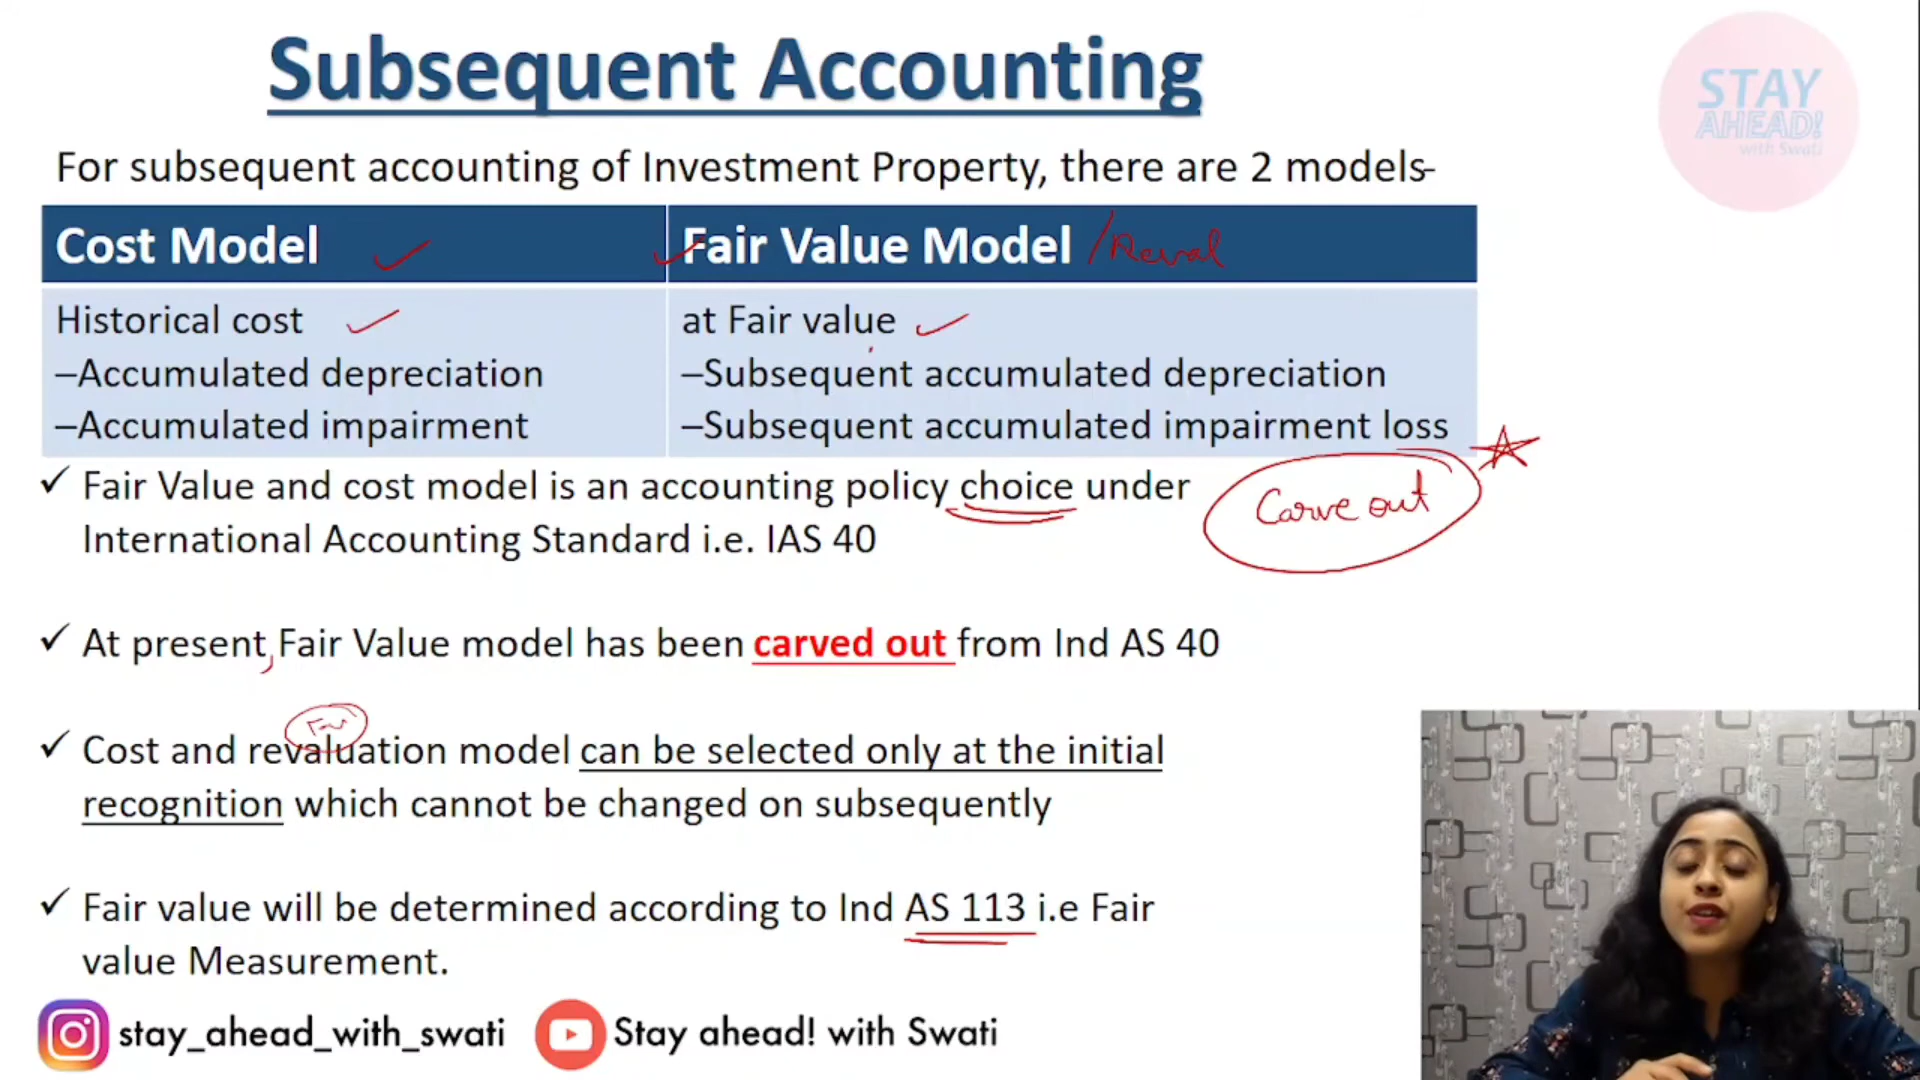 Subsequent Accounting
STAY
AHEAD!
with Swati
For subsequent accounting of Investment Property, there are 2 models-
Cost Model
Fair Value Model / Reval
Historical cost
–Accumulated depreciation
–Accumulated impairment
at Fair value
–Subsequent accumulated depreciation
–Subsequent accumulated impairment loss
✓ Fair Value and cost model is an accounting policy choice under
International Accounting Standard i.e. IAS 40
Carve out
✓ At present, Fair Value model has been carved out from Ind AS 40
✓ Cost and revaluation model can be selected only at the initial
recognition which cannot be changed on subsequently
✓ Fair value will be determined according to Ind AS 113 i.e Fair
value Measurement.
stay_ahead_with_swati
Stay ahead! with Swati